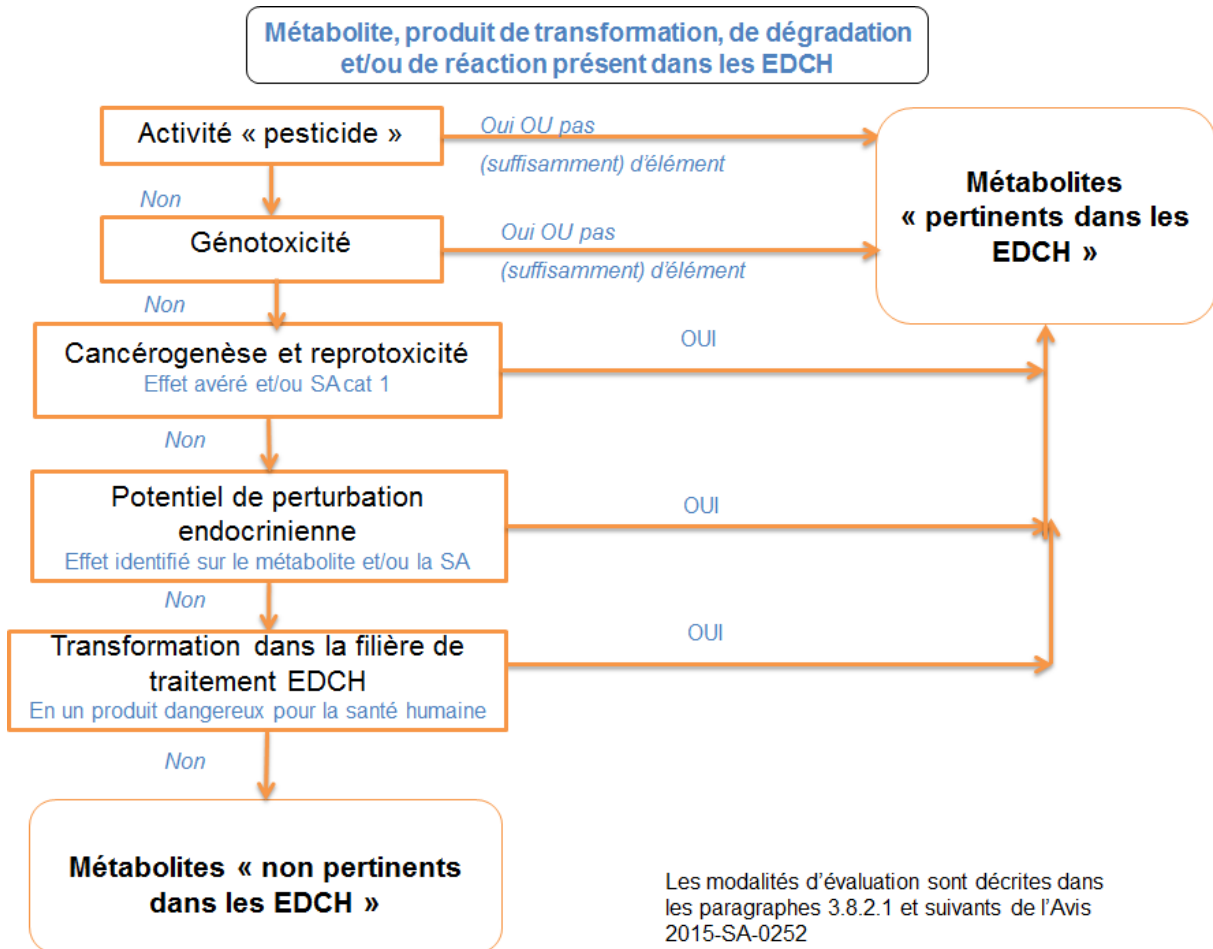 Métabolite, produit de transformation, de dégradation
et/ou de réaction présent dans les EDCH
Activité « pesticide »
Oui OU pas
(suffisamment) d'élément
Métabolites
« pertinents dans les
EDCH »
Non
Génotoxicité
Oui OU pas
(suffisamment) d'élément
Non
Cancérogenèse et reprotoxicité
Effet avéré et/ou SA cat 1
OUI
Non
Potentiel de perturbation
endocrinienne
Effet identifié sur le métabolite et/ou la SA
OUI
Non
Transformation dans la filière de
traitement EDCH
En un produit dangereux pour la santé humaine
OUI
Non
Métabolites « non pertinents
dans les EDCH »
Les modalités d'évaluation sont décrites dans
les paragraphes 3.8.2.1 et suivants de l'Avis
2015-SA-0252